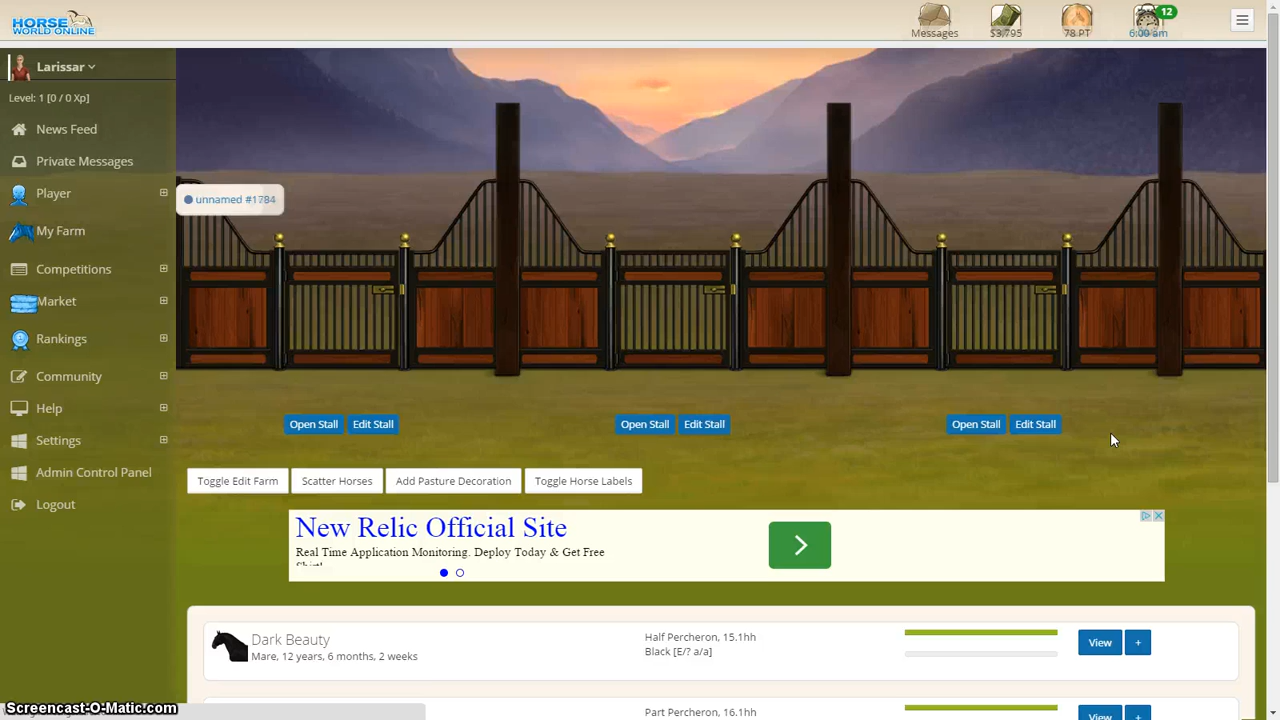 HORSE
WORLD ONLINE
Messages
$3,795
78 PT
12
6:00 am
Larissar
Level: 1 [0 / 0 Xp]
News Feed
Private Messages
Player
My Farm
Competitions
Market
Rankings
Community
Help
Settings
Admin Control Panel
Logout
unnamed #1784
Open Stall Edit Stall
Open Stall Edit Stall
Open Stall Edit Stall
Toggle Edit Farm Scatter Horses Add Pasture Decoration Toggle Horse Labels
New Relic Official Site
Real Time Application Monitoring. Deploy Today & Get Free
Shirt!
Dark Beauty
Mare, 12 years, 6 months, 2 weeks
Half Percheron, 15.1hh
Black [E/? a/a]
View +
Part Percheron, 16.1hh
View +
Screencast-O-Matic.com